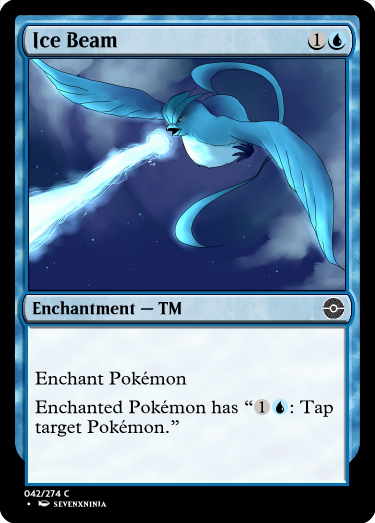 Ice Beam 1
Enchantment — TM
Enchant Pokémon
Enchanted Pokémon has “1 : Tap
target Pokémon.”
042/274 C
• SEVENXNINJA